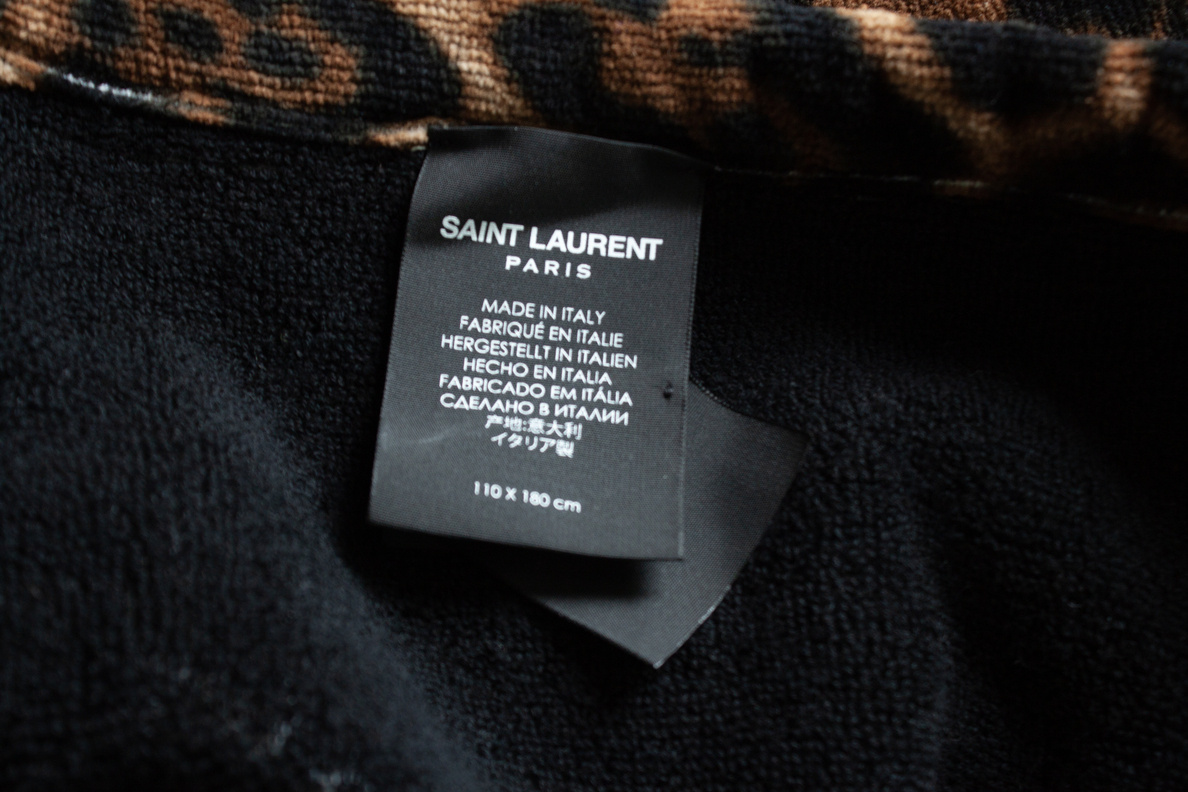 SAINT LAURENT
PARIS
MADE IN ITALY
FABRIQUÉ EN ITALIE
HERGESTELLT IN ITALIEN
HECHO EN ITALIA
FABRICADO EM ITÁLIA
СДЕЛАНО В ИТАЛИИ
产地:意大利
イタリア製
110 X 180 cm